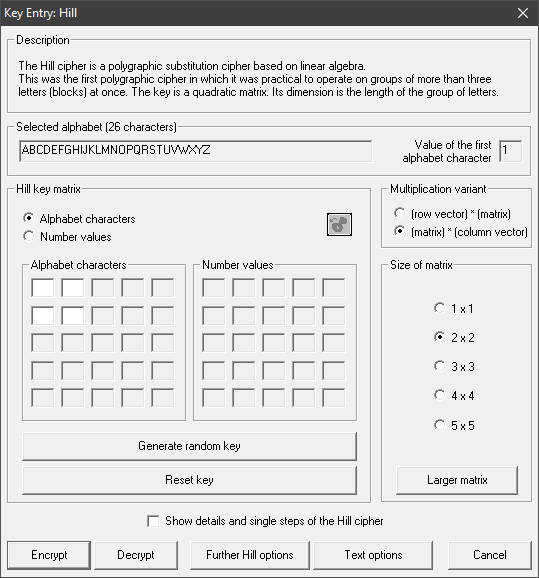 Key Entry: Hill
Description
The Hill cipher is a polygraphic substitution cipher based on linear algebra.
This was the first polygraphic cipher in which it was practical to operate on groups of more than three
letters (blocks) at once. The key is a quadratic matrix. Its dimension is the length of the group of letters.
Selected alphabet (26 characters)
ABCDEFGHIJKLMNOPQRSTUVWXYZ
Value of the first
alphabet character
1
Hill key matrix
Alphabet characters
Number values
Alphabet characters
Number values
Generate random key
Reset key
Multiplication variant
(row vector) * (matrix)
(matrix) * (column vector)
Size of matrix
1 x 1
2 x 2
3 x 3
4 x 4
5 x 5
Larger matrix
Show details and single steps of the Hill cipher
Encrypt
Decrypt
Further Hill options
Text options
Cancel